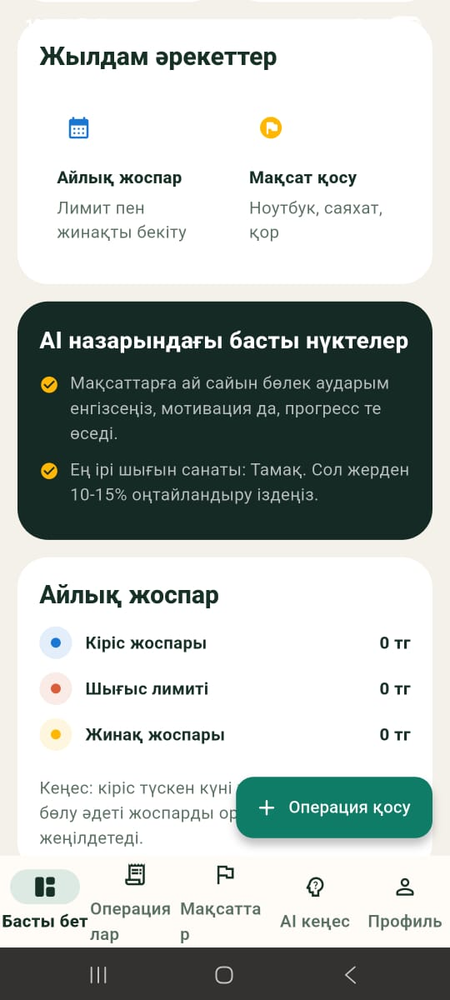 Жылдам әрекеттер
Айлық жоспар
Лимит пен
жинақты бекіту
Мақсат қосу
Ноутбук, саяхат,
қор
AI назарындағы басты нүктелер
Мақсаттарға ай сайын бөлек аударым
енгізсеңіз, мотивация да, прогресс те
өседі.
Ең ірі шығын санаты: Тамақ. Сол жерден
10-15% оңтайландыру іздеңіз.
Айлық жоспар
Кіріс жоспары 0 тг
Шығыс лимиті 0 тг
Жинақ жоспары 0 тг
Кеңес: кіріс түскен күні
бөлу әдеті жоспарды
жеңілдетеді.
+ Операция қосу
Басты бет
Операция
лар
Мақсатта
р
AI кеңес
Профиль